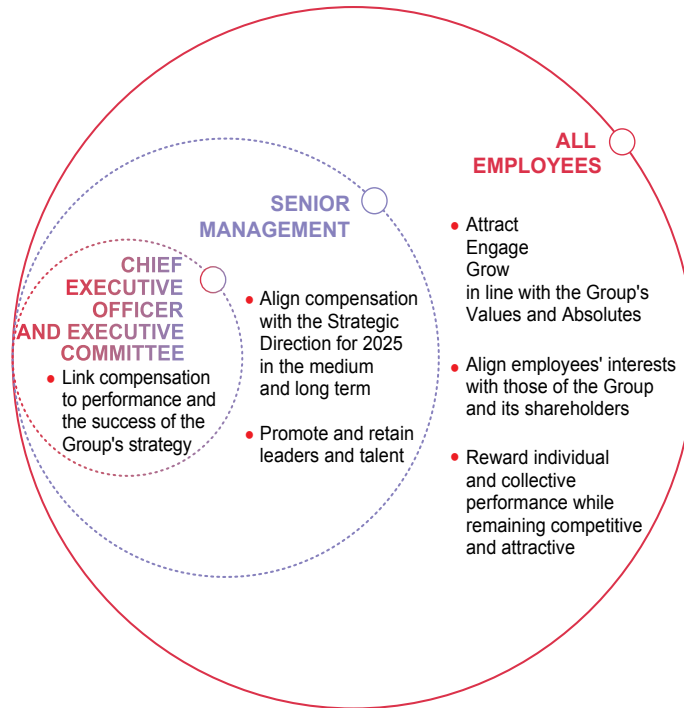 ALL
EMPLOYEES
• Attract
Engage
Grow
in line with the Group's
Values and Absolutes
• Align employees' interests
with those of the Group
and its shareholders
• Reward individual
and collective
performance while
remaining competitive
and attractive
SENIOR
MANAGEMENT
• Align compensation
with the Strategic
Direction for 2025
in the medium
and long term
• Promote and retain
leaders and talent
CHIEF
EXECUTIVE
OFFICER
AND EXECUTIVE
COMMITTEE
• Link compensation
to performance and
the success of the
Group's strategy